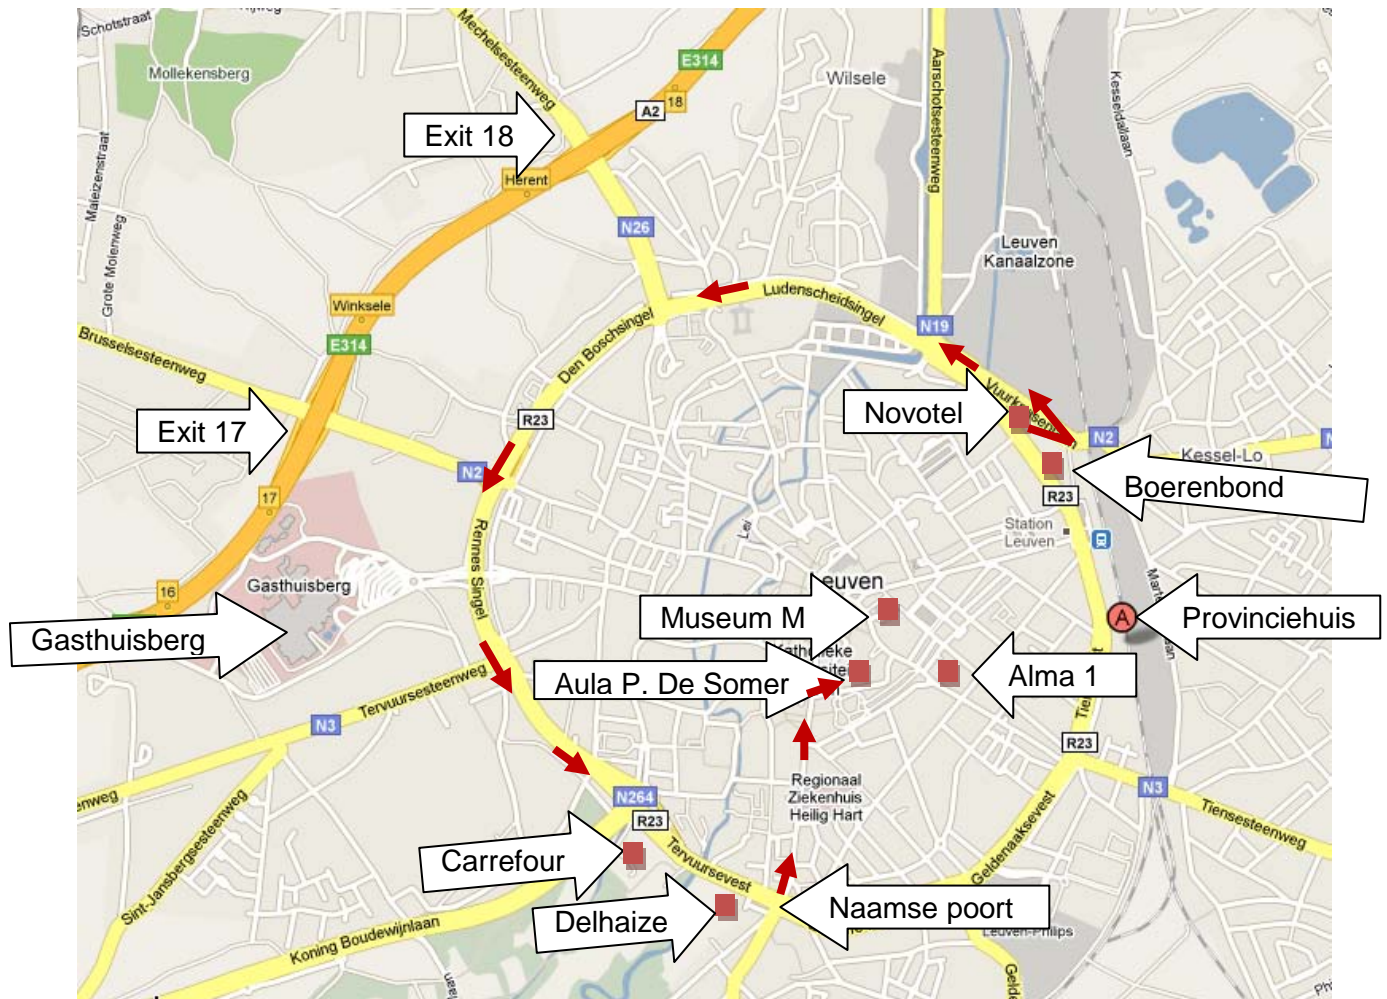 Schotstraat
Mollekensberg
Mechelsesteenweg
E314
18
A2
Wilsele
Aarschotsesteenweg
Kesseldallaan
Exit 18
Herent
Maleizenstraat
Grote Molenweg
N26
Leuven
Kanaalzone
Winksele
E314
Ludenscheidsingel
N19
Brusselsesteenweg
Den Boschsingel
R23
Exit 17
Novotel
N2
Kessel-Lo
Boerenbond
N2
17
R23
Station
Leuven
Lei
Rennes Singel
16
Gasthuisberg
Gasthuisberg
Museum M
Leuven
Provinciehuis
A
Aula P. De Somer
Alma 1
Tervuursesteenweg
N3
R23
Regionaal
Ziekenhuis
Heilig Hart
N3
N264
R23
Tiensesteenweg
Sint-Jansbergsesteenweg
Carrefour
Tervuursevest
Geldenaaksevest
Delhaize
Naamse poort
Koning Boudewijnlaan
Leuven-Philips